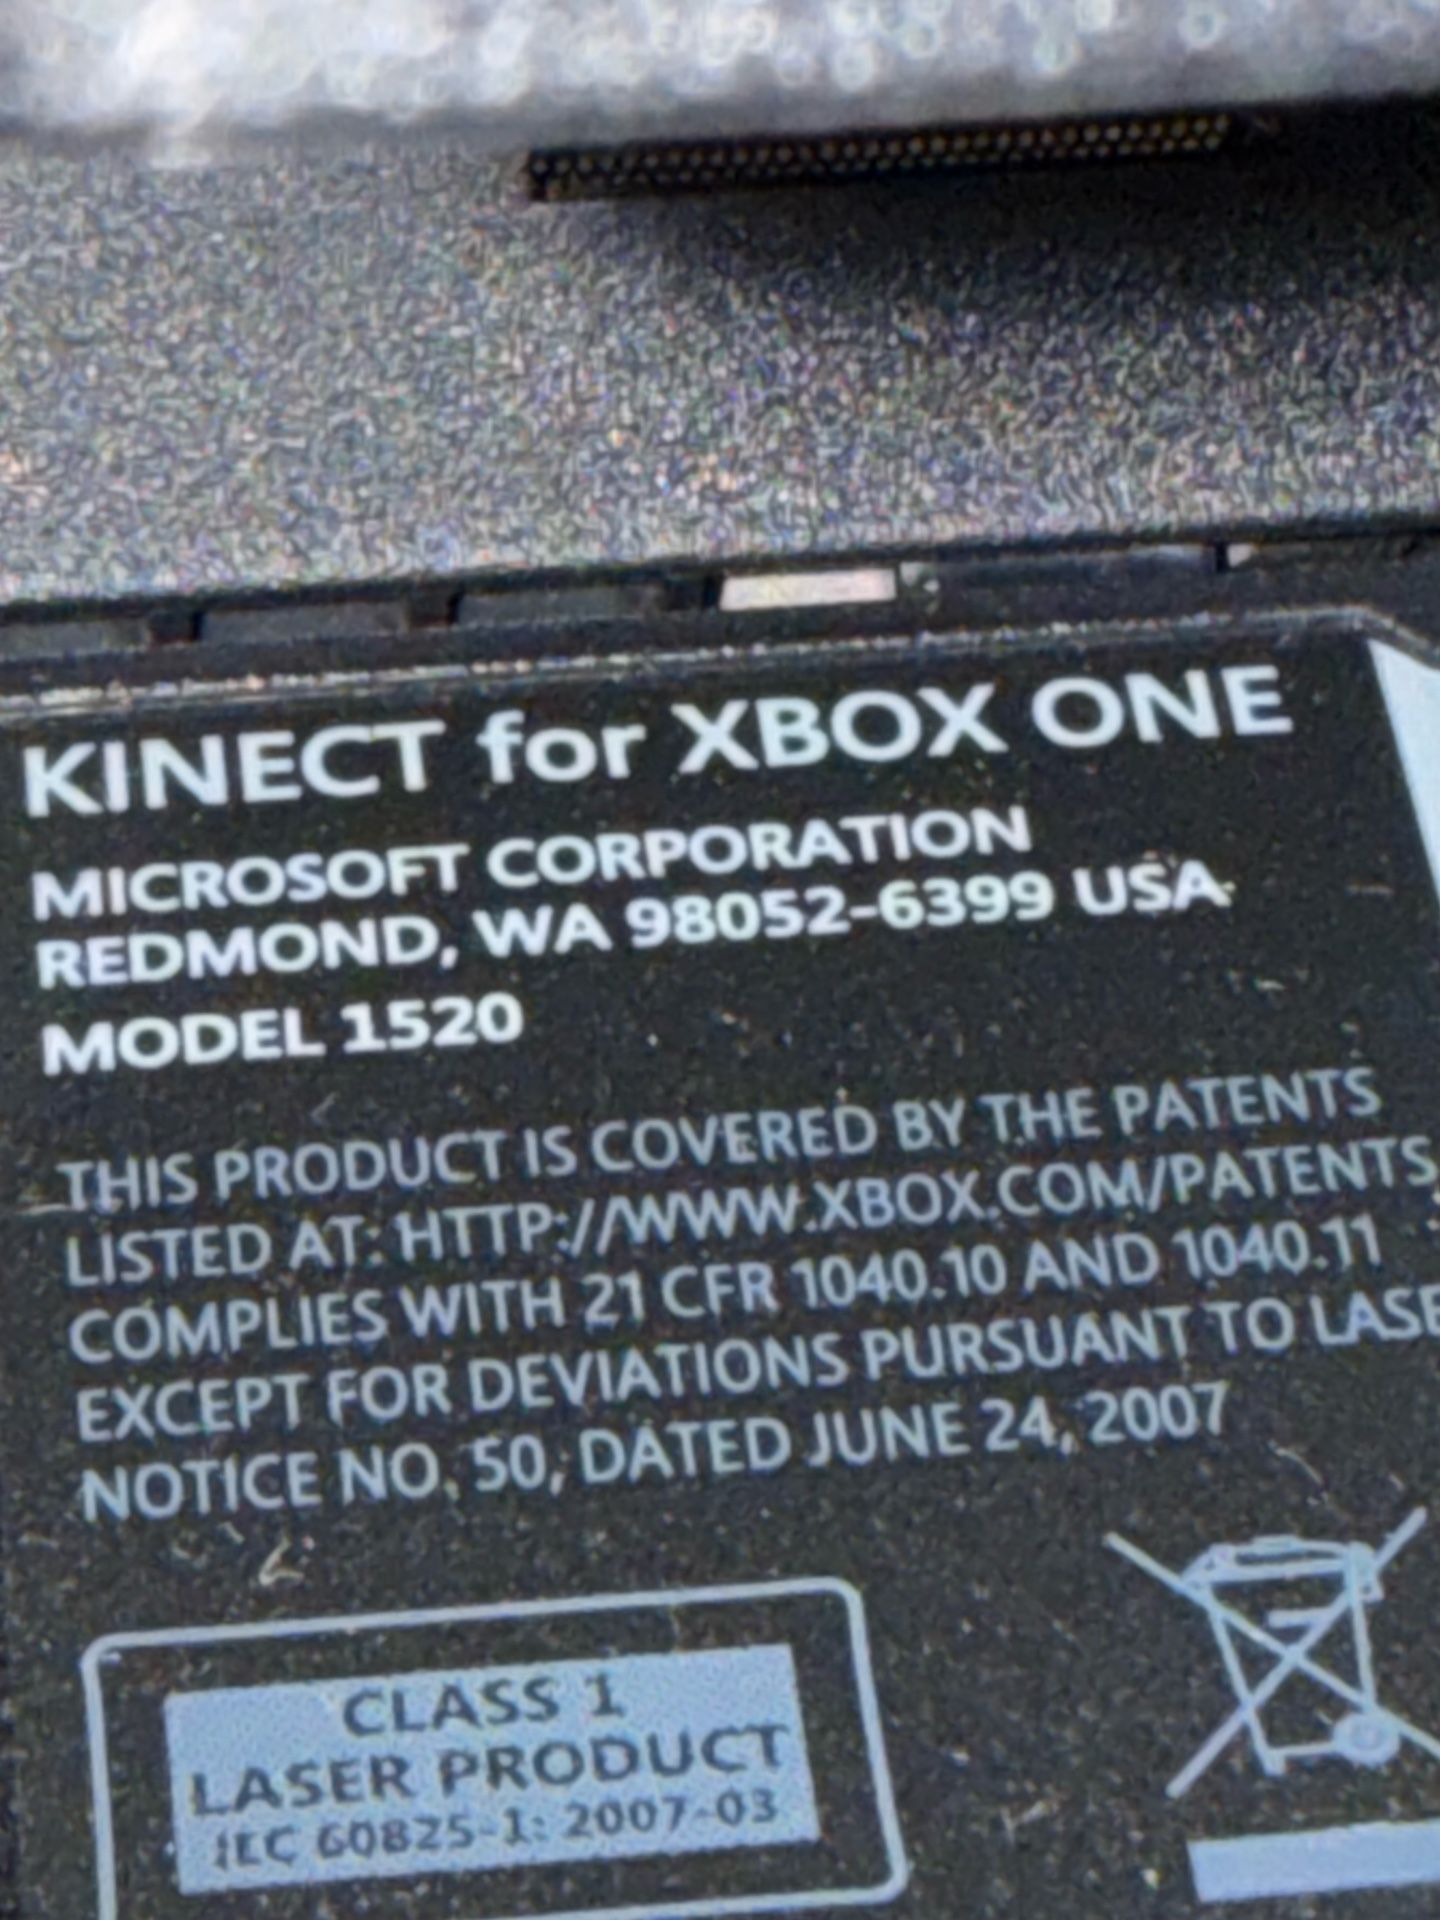 KINECT for XBOX ONE
MICROSOFT CORPORATION
REDMOND, WA 98052-6399 USA
MODEL 1520
THIS PRODUCT IS COVERED BY THE PATENTS
LISTED AT: HTTP://WWW.XBOX.COM/PATENTS.
COMPLIES WITH 21 CFR 1040.10 AND 1040.11
EXCEPT FOR DEVIATIONS PURSUANT TO LASE
NOTICE NO. 50, DATED JUNE 24, 2007
CLASS 1
LASER PRODUCT
IEC 60825-1: 2007-03